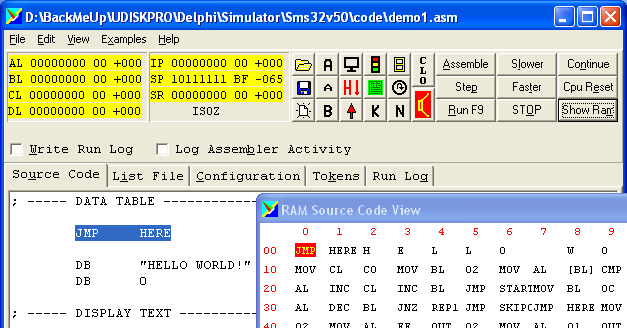 D:\BackMeUp\UDISKPRO\Delphi\Simulator\Sms32v50\code\demo1.asm
File Edit View Examples Help
AL 00000000 00 +000 IP 00000000 00 +000
BL 00000000 00 +000 SP 10111111 BF -065
CL 00000000 00 +000 SR 00000000 00 +000
DL 00000000 00 +000 ISOZ
A C L O
A H
B K N
Assemble Slower Continue
Step Faster Cpu Reset
Run F9 STOP Show Ram
Write Run Log Log Assembler Activity
Source Code List File Configuration Tokens Run Log
; ----- DATA TABLE
JMP HERE
DB "HELLO WORLD!"
DB 0
; ----- DISPLAY TEXT
RAM Source Code View
0 1 2 3 4 5 6 7 8 9
00 JMP HERE H E L L O W O
10 MOV CL C0 MOV BL 02 MOV AL [BL] CMP
20 AL INC CL INC BL JMP START MOV BL 0C
30 AL DEC BL JNZ REP1 JMP SKIPC JMP HERE MOV
40 02 MOV AL FF OUT 02 MOV AL 00 OUT